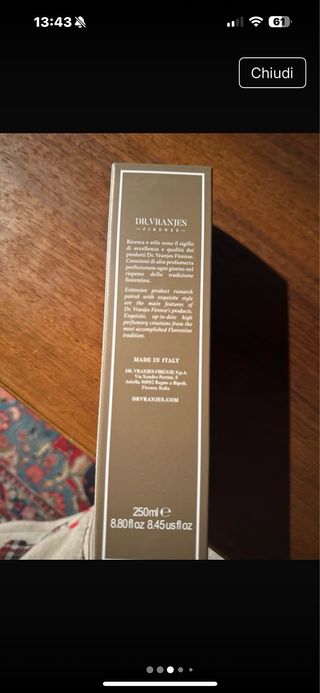 13:43
61
Chiudi
DR.VRANJES
FIRENZE
Ricerca e stile sono il sigillo
di eccellenza e qualità dei
prodotti Dr. Vranjes Firenze.
Creazioni di alta profumeria
perfezionate ogni giorno nel
rispetto della tradizione
fiorentina.
Extensive product research
paired with exquisite style
are the main features of
Dr. Vranjes Firenze's products.
Exquisite, up-to-date high
perfumery creations from the
most accomplished Florentine
tradition.
MADE IN ITALY
DR. VRANJES FIRENZE S.p.A.
Via Sandro Pertini, 5
Antella 50012 Bagno a Ripoli,
Firenze Italia
DRVRANJES.COM
250ml e
8.80fl oz 8.45 us fl oz